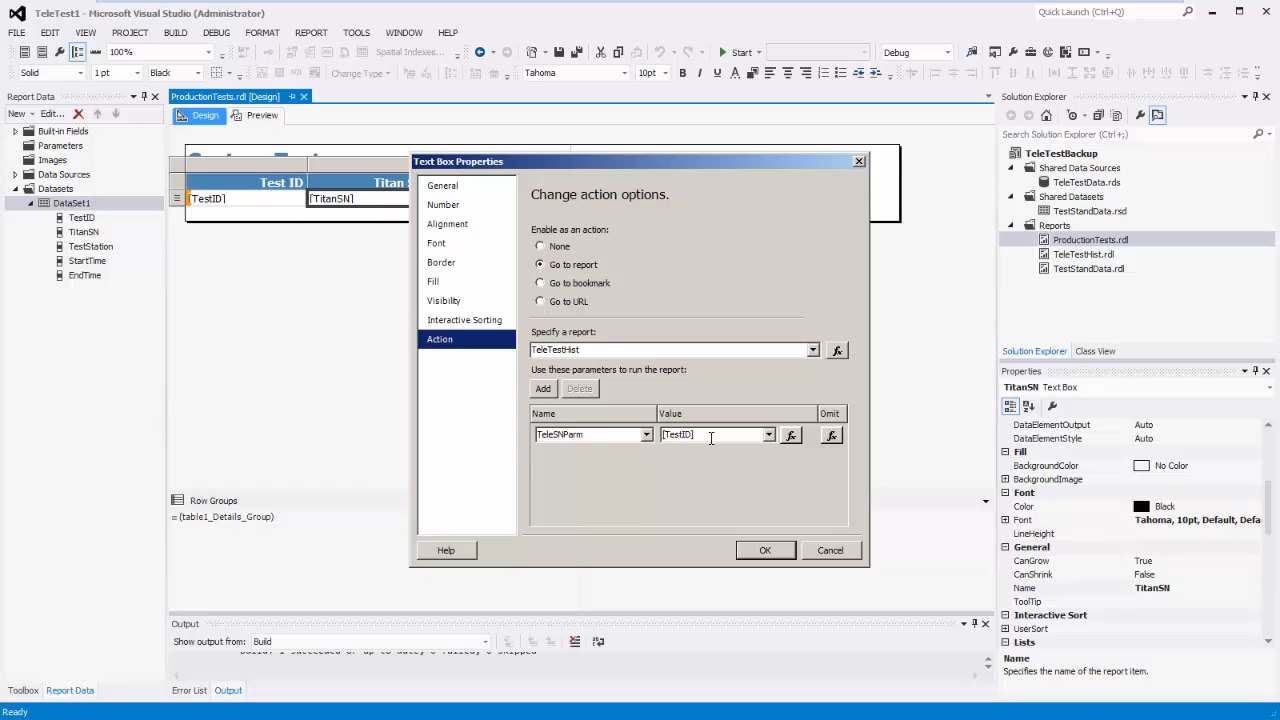 TeleTest1 - Microsoft Visual Studio (Administrator)
Quick Launch (Ctrl+Q)
FILE EDIT VIEW PROJECT BUILD DEBUG FORMAT REPORT TOOLS WINDOW HELP
100% Spatial Indexes... Start Debug
Solid 1 pt Black Change Type Tahoma 10pt B I U A
Report Data
New Edit...
Built-in Fields
Parameters
Images
Data Sources
Datasets
DataSet1
TestID
TitanSN
TestStation
StartTime
EndTime
ProductionTests.rdl [Design]
Design Preview
Test ID Titan S
[TestID] [TitanSN]
Text Box Properties
General
Number
Alignment
Font
Border
Fill
Visibility
Interactive Sorting
Action
Change action options.
Enable as an action:
None
Go to report
Go to bookmark
Go to URL
Specify a report:
TeleTestHist
fx
Use these parameters to run the report:
Add Delete
Name Value Omit
TeleSNParm [TestID] fx fx
Help OK Cancel
Row Groups
(table1_Details_Group)
Output
Show output from: Build
Toolbox Report Data
Error List Output
Ready
Solution Explorer
Search Solution Explorer (Ctrl+;)
TeleTestBackup
Shared Data Sources
TeleTestData.rds
Shared Datasets
TestStandData.rsd
Reports
ProductionTests.rdl
TeleTestHist.rdl
TestStandData.rdl
Solution Explorer Class View
Properties
TitanSN Text Box
DataElementOutput Auto
DataElementStyle Auto
Fill
BackgroundColor No Color
BackgroundImage
Font
Color Black
Font Tahoma, 10pt, Default, Defa
LineHeight
General
CanGrow True
CanShrink False
Name TitanSN
ToolTip
Interactive Sort
UserSort
Lists
Name
Specifies the name of the report item.